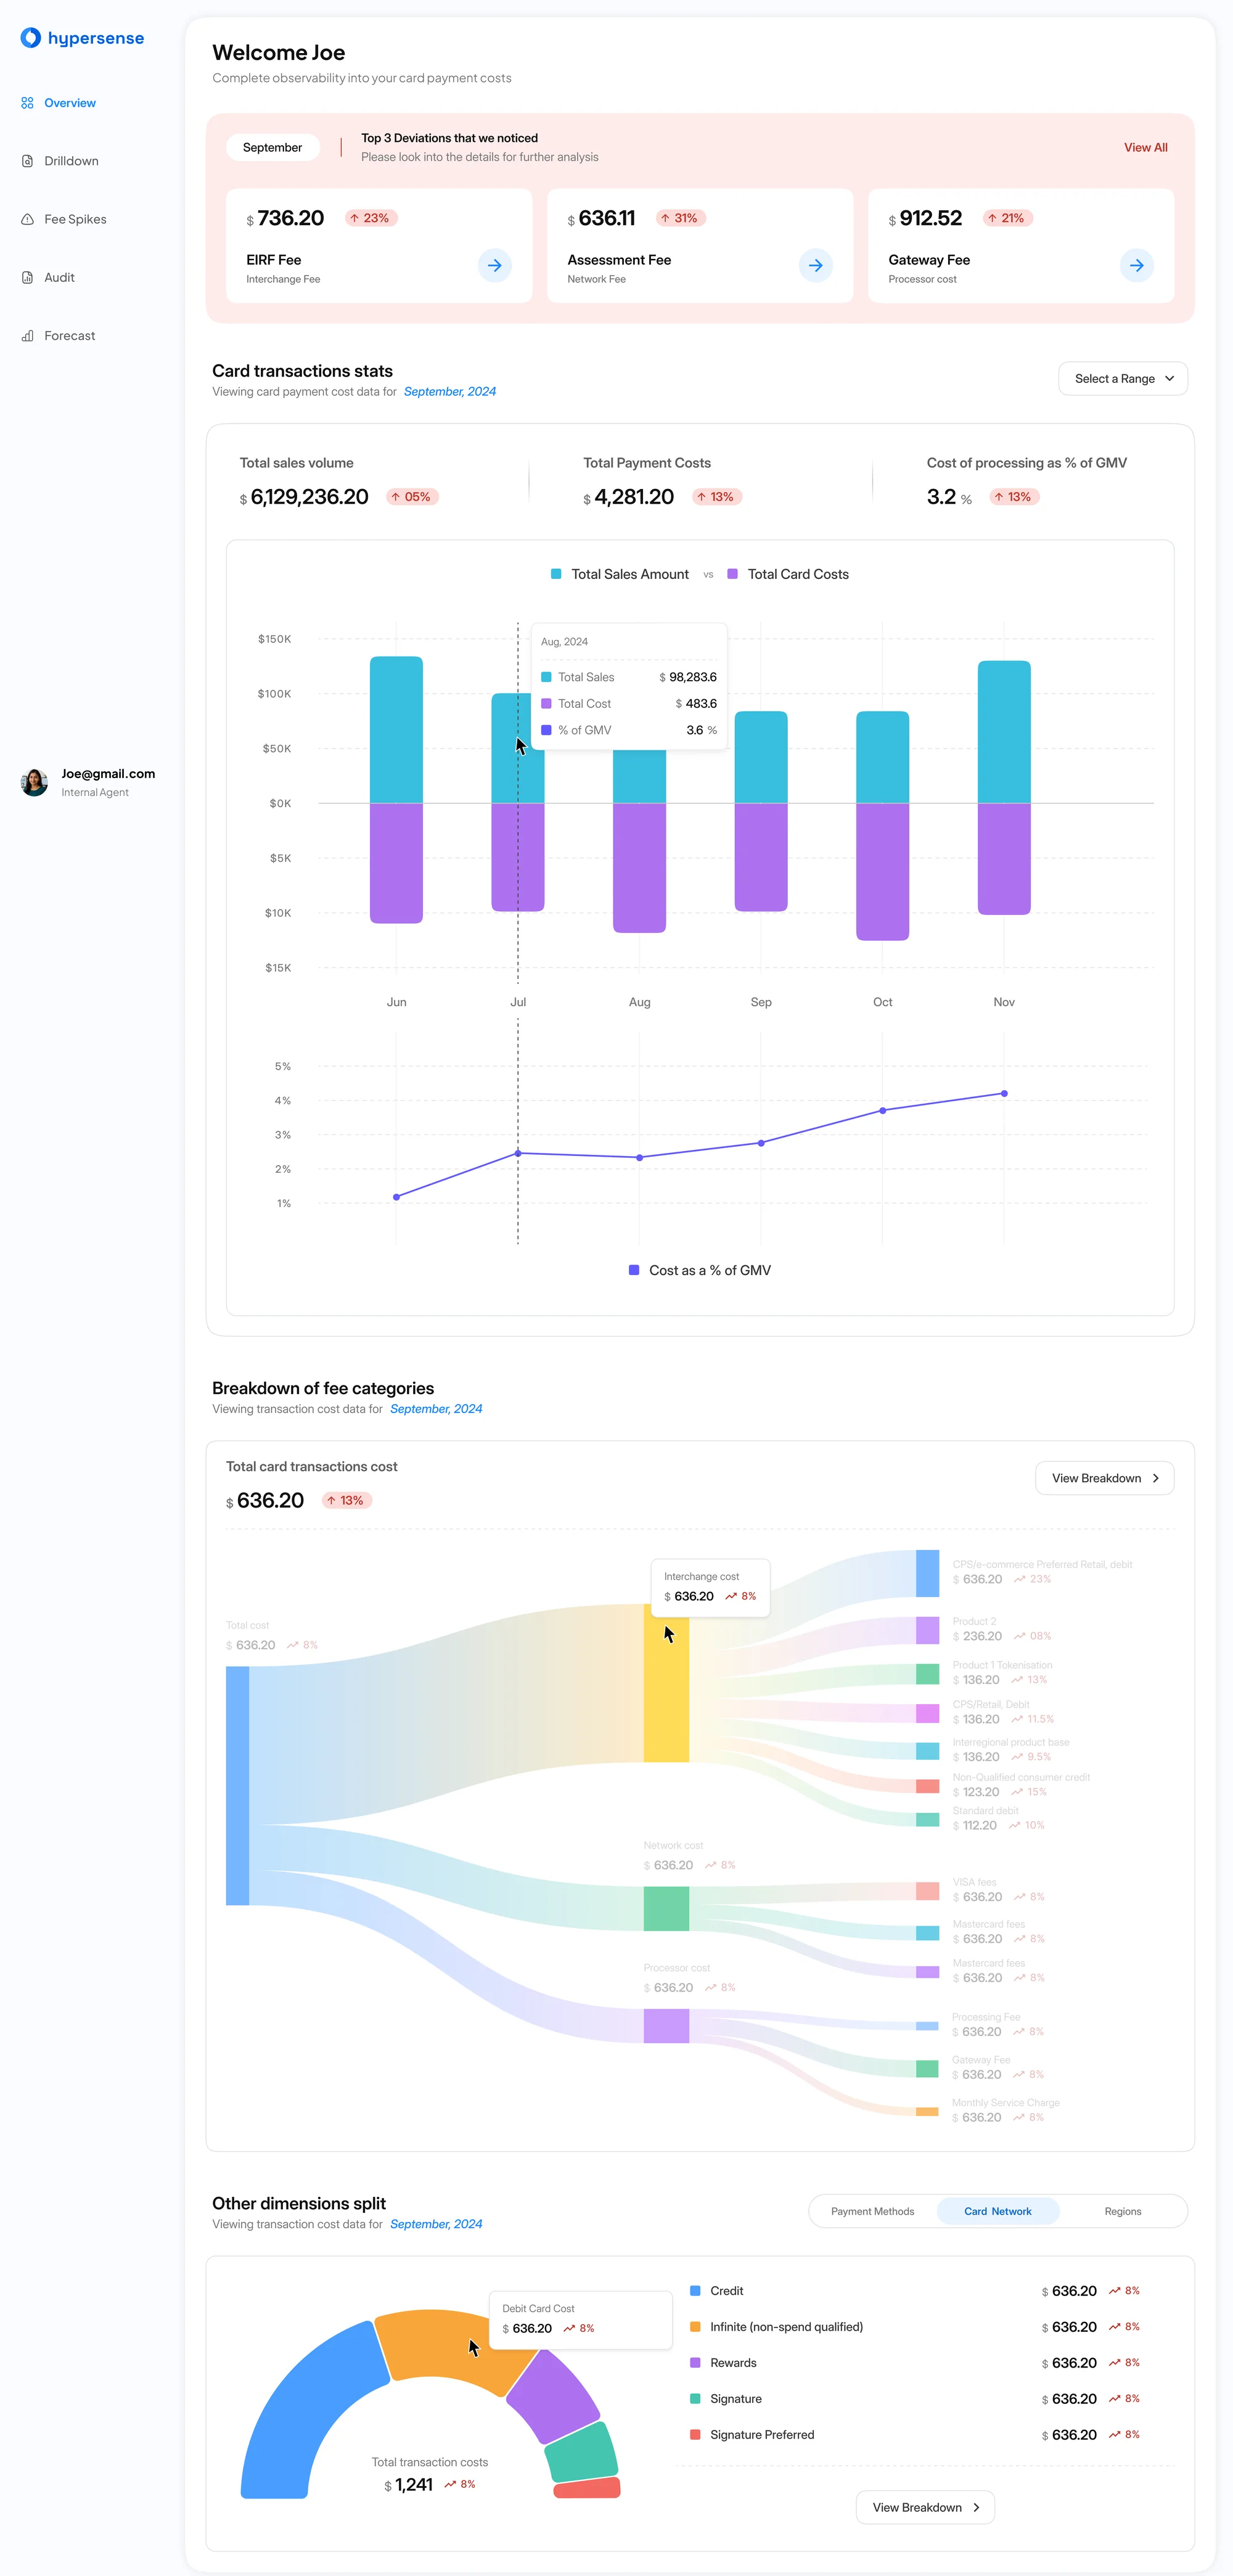 hypersense
Overview
Drilldown
Fee Spikes
Audit
Forecast
Joe@gmail.com
Internal Agent
Welcome Joe
Complete observability into your card payment costs
September
Top 3 Deviations that we noticed
Please look into the details for further analysis
View All
$ 736.20 ↑ 23%
EIRF Fee
Interchange Fee
$ 636.11 ↑ 31%
Assessment Fee
Network Fee
$ 912.52 ↑ 21%
Gateway Fee
Processor cost
Card transactions stats
Viewing card payment cost data for September, 2024
Select a Range
Total sales volume
$ 6,129,236.20 ↑ 05%
Total Payment Costs
$ 4,281.20 ↑ 13%
Cost of processing as % of GMV
3.2 % ↑ 13%
Total Sales Amount vs Total Card Costs
$150K
$100K
$50K
$0K
$5K
$10K
$15K
Aug, 2024
Total Sales $ 98,283.6
Total Cost $ 483.6
% of GMV 3.6 %
Jun Jul Aug Sep Oct Nov
5%
4%
3%
2%
1%
Cost as a % of GMV
Breakdown of fee categories
Viewing transaction cost data for September, 2024
Total card transactions cost
$ 636.20 ↑ 13%
View Breakdown
Total cost
$ 636.20 8%
Interchange cost
$ 636.20 8%
Network cost
$ 636.20 8%
Processor cost
$ 636.20 8%
CPS/e-commerce Preferred Retail, debit
$ 636.20 23%
Product 2
$ 236.20 08%
Product 1 Tokenisation
$ 136.20 13%
CPS/Retail, Debit
$ 136.20 11.5%
Interregional product base
$ 136.20 9.5%
Non-Qualified consumer credit
$ 123.20 15%
Standard debit
$ 112.20 10%
VISA fees
$ 636.20 8%
Mastercard fees
$ 636.20 8%
Mastercard fees
$ 636.20 8%
Processing Fee
$ 636.20 8%
Gateway Fee
$ 636.20 8%
Monthly Service Charge
$ 636.20 8%
Other dimensions split
Viewing transaction cost data for September, 2024
Payment Methods Card Network Regions
Debit Card Cost
$ 636.20 8%
Total transaction costs
$ 1,241 8%
Credit $ 636.20 8%
Infinite (non-spend qualified) $ 636.20 8%
Rewards $ 636.20 8%
Signature $ 636.20 8%
Signature Preferred $ 636.20 8%
View Breakdown